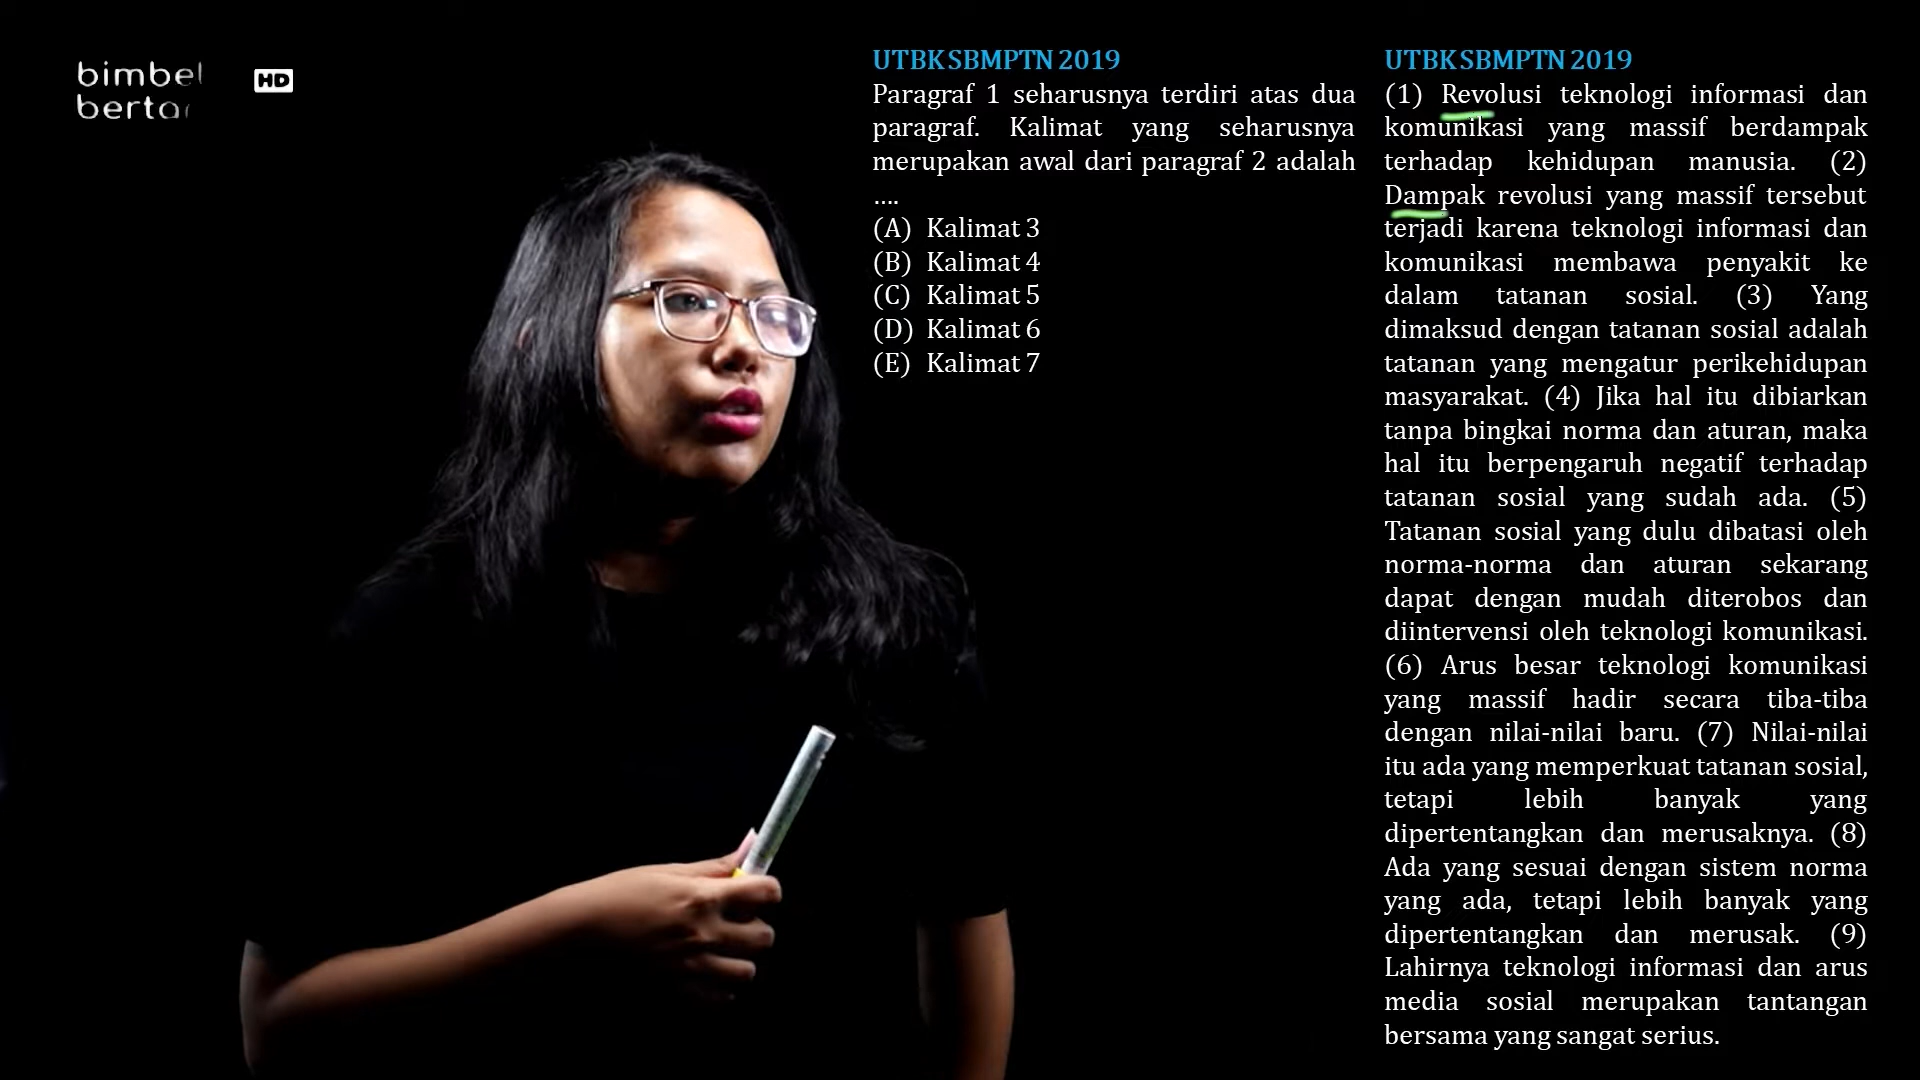 bimbel
berta
HD
UTBK SBMPTN 2019
Paragraf 1 seharusnya terdiri atas dua
paragraf. Kalimat yang seharusnya
merupakan awal dari paragraf 2 adalah
....
(A) Kalimat 3
(B) Kalimat 4
(C) Kalimat 5
(D) Kalimat 6
(E) Kalimat 7
UTBK SBMPTN 2019
(1) Revolusi teknologi informasi dan
komunikasi yang massif berdampak
terhadap kehidupan manusia. (2)
Dampak revolusi yang massif tersebut
terjadi karena teknologi informasi dan
komunikasi membawa penyakit ke
dalam tatanan sosial. (3) Yang
dimaksud dengan tatanan sosial adalah
tatanan yang mengatur perikehidupan
masyarakat. (4) Jika hal itu dibiarkan
tanpa bingkai norma dan aturan, maka
hal itu berpengaruh negatif terhadap
tatanan sosial yang sudah ada. (5)
Tatanan sosial yang dulu dibatasi oleh
norma-norma dan aturan sekarang
dapat dengan mudah diterobos dan
diintervensi oleh teknologi komunikasi.
(6) Arus besar teknologi komunikasi
yang massif hadir secara tiba-tiba
dengan nilai-nilai baru. (7) Nilai-nilai
itu ada yang memperkuat tatanan sosial,
tetapi lebih banyak yang
dipertentangkan dan merusaknya. (8)
Ada yang sesuai dengan sistem norma
yang ada, tetapi lebih banyak yang
dipertentangkan dan merusak. (9)
Lahirnya teknologi informasi dan arus
media sosial merupakan tantangan
bersama yang sangat serius.